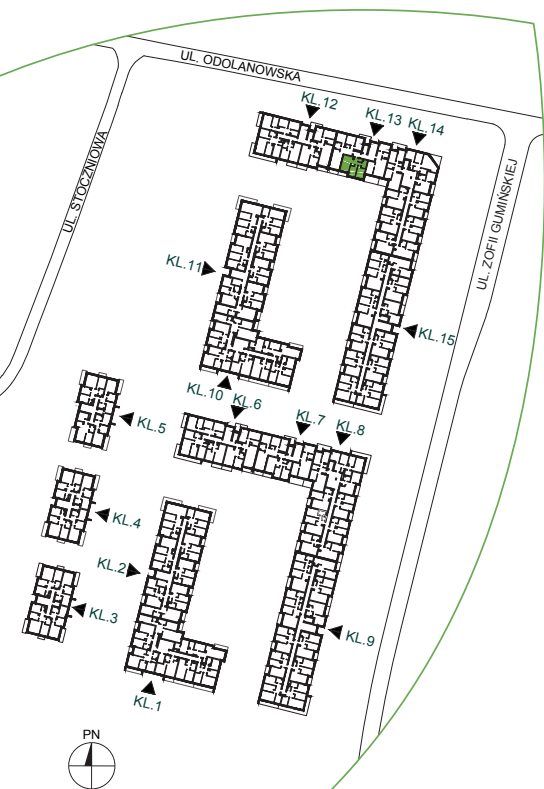 UL. ODOLANOWSKA
KL.12
KL.13
KL.14
UL. STOCZNIOWA
UL. ZOFII GUMIŃSKIEJ
KL.11
KL.15
KL.10
KL.6
KL.7
KL.8
KL.5
KL.4
KL.2
KL.3
KL.9
KL.1
PN